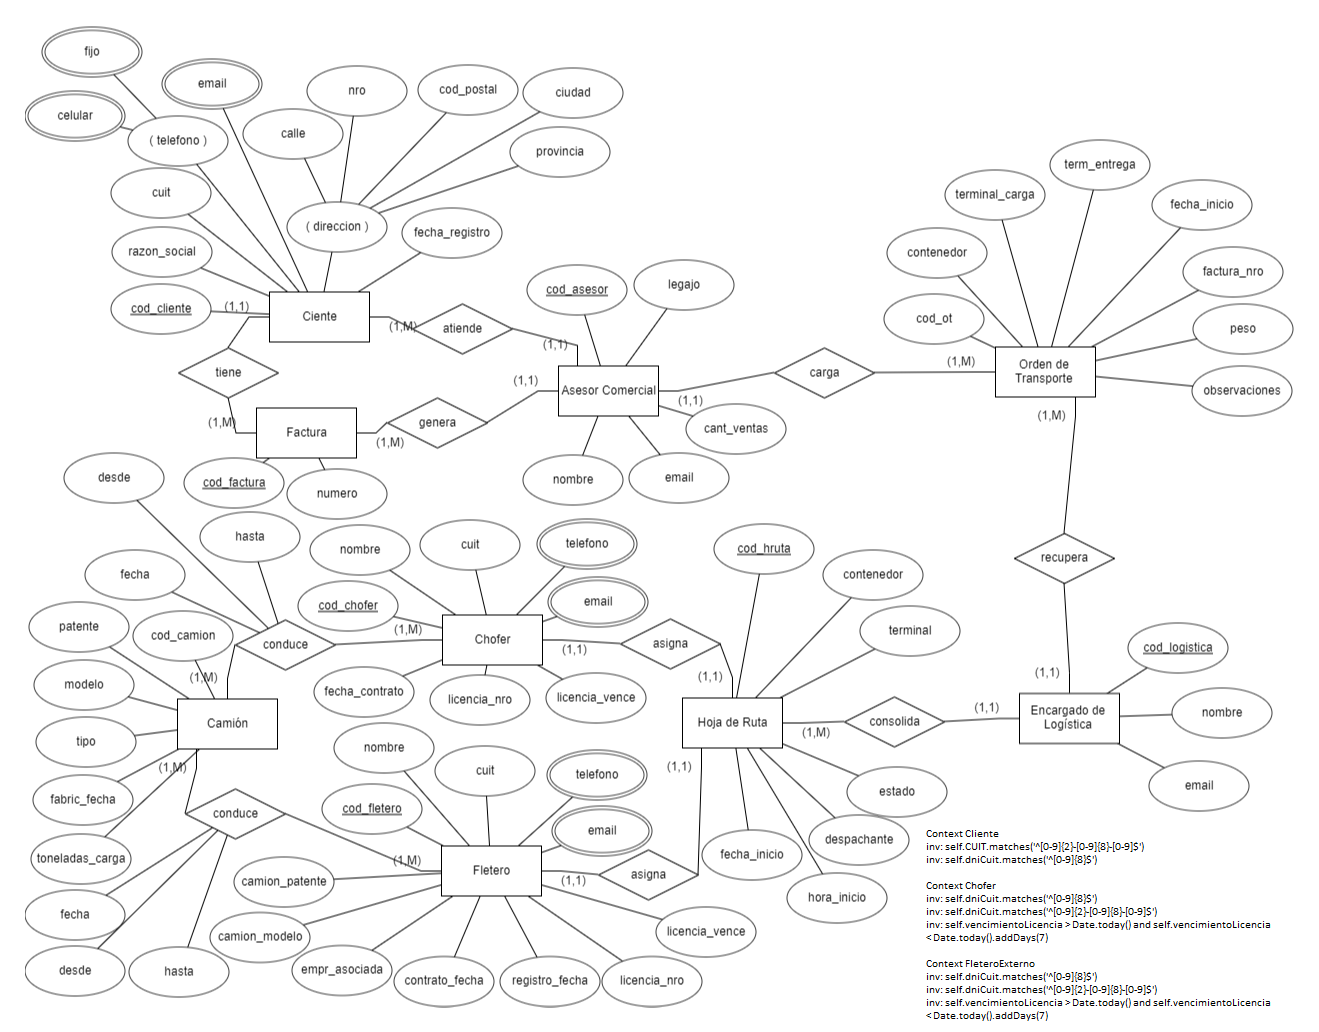 fijo
email
nro
cod_postal
ciudad
celular
( telefono )
calle
provincia
cuit
( direccion )
fecha_registro
razon_social
cod_cliente
(1,1)
Ciente
(1,M)
atiende
(1,1)
tiene
(1,M)
Factura
(1,M)
genera
(1,1)
cod_factura
numero
cod_asesor
legajo
Asesor Comercial
(1,1)
cant_ventas
nombre
email
carga
(1,M)
term_entrega
terminal_carga
fecha_inicio
contenedor
factura_nro
cod_ot
peso
Orden de
Transporte
observaciones
(1,M)
recupera
(1,1)
desde
hasta
fecha
patente
cod_camion
conduce
(1,M)
(1,M)
modelo
Camión
tipo
(1,M)
fabric_fecha
toneladas_carga
conduce
(1,M)
fecha
desde
hasta
nombre
cuit
telefono
cod_chofer
email
Chofer
(1,1)
fecha_contrato
licencia_nro
licencia_vence
asigna
(1,1)
nombre
cuit
telefono
cod_fletero
email
Fletero
(1,1)
asigna
(1,1)
camion_patente
camion_modelo
empr_asociada
contrato_fecha
registro_fecha
licencia_nro
licencia_vence
cod_hruta
contenedor
terminal
Hoja de Ruta
(1,M)
consolida
(1,1)
estado
despachante
fecha_inicio
hora_inicio
cod_logistica
Encargado de
Logística
nombre
email
Context Cliente
inv: self.CUIT.matches('^[0-9]{2}-[0-9]{8}-[0-9]$')
inv: self.dniCuit.matches('^[0-9]{8}$')
Context Chofer
inv: self.dniCuit.matches('^[0-9]{8}$')
inv: self.dniCuit.matches('^[0-9]{2}-[0-9]{8}-[0-9]$')
inv: self.vencimientoLicencia > Date.today() and self.vencimientoLicencia
< Date.today().addDays(7)
Context FleteroExterno
inv: self.dniCuit.matches('^[0-9]{8}$')
inv: self.dniCuit.matches('^[0-9]{2}-[0-9]{8}-[0-9]$')
inv: self.vencimientoLicencia > Date.today() and self.vencimientoLicencia
< Date.today().addDays(7)